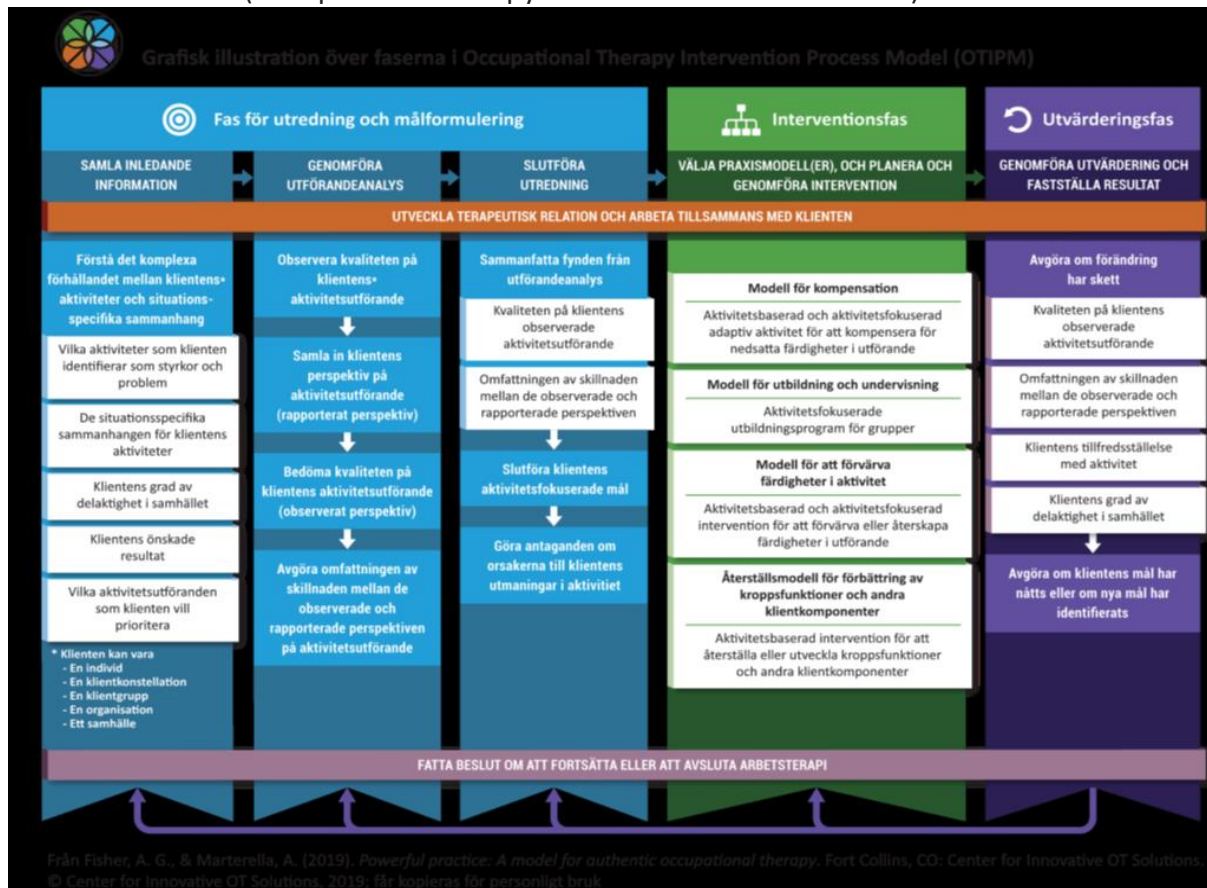 Grafisk illustration över faserna i Occupational Therapy Intervention Process Model (OTIPM)
Fas för utredning och målformulering
SAMLA INLEDANDE
INFORMATION
GENOMFÖRA
UTFÖRANDEANALYS
SLUTFÖRA
UTREDNING
Interventionsfas
VÄLJA PRAXISMODELL(ER), OCH PLANERA OCH
GENOMFÖRA INTERVENTION
Utvärderingsfas
GENOMFÖRA UTVÄRDERING OCH
FASTSTÄLLA RESULTAT
UTVECKLA TERAPEUTISK RELATION OCH ARBETA TILLSAMMANS MED KLIENTEN
Förstå det komplexa
förhållandet mellan klientens*
aktiviteter och situations-
specifika sammanhang
Vilka aktiviteter som klienten
identifierar som styrkor och
problem
De situationsspecifika
sammanhangen för klientens
aktiviteter
Klientens grad av
delaktighet i samhället
Klientens önskade
resultat
Vilka aktivitetsutföranden
som klienten vill
prioritera
* Klienten kan vara
- En individ
- En klientkonstellation
- En klientgrupp
- En organisation
- Ett samhälle
Observera kvaliteten på
klientens*
aktivitetsutförande
Samla in klientens
perspektiv på
aktivitetsutförande
(rapporterat perspektiv)
Bedöma kvaliteten på
klientens aktivitetsutförande
(observerat perspektiv)
Avgöra omfattningen av
skillnaden mellan de
observerade och
rapporterade perspektiven
på aktivitetsutförande
Sammanfatta fynden från
utförandeanalys
Kvaliteten på klientens
observerade
aktivitetsutförande
Omfattningen av skillnaden
mellan de observerade och
rapporterade perspektiven
Slutföra klientens
aktivitetsfokuserade mål
Göra antaganden om
orsakerna till klientens
utmaningar i aktivitiet
Modell för kompensation
Aktivitetsbaserad och aktivitetsfokuserad
adaptiv aktivitet för att kompensera för
nedsatta färdigheter i utförande
Modell för utbildning och undervisning
Aktivitetsfokuserade
utbildningsprogram för grupper
Modell för att förvärva
färdigheter i aktivitet
Aktivitetsbaserad och aktivitetsfokuserad
intervention för att förvärva eller återskapa
färdigheter i utförande
Återställsmodell för förbättring av
kroppsfunktioner och andra
klientkomponenter
Aktivitetsbaserad intervention för att
återställa eller utveckla kroppsfunktioner
och andra klientkomponenter
Avgöra om förändring
har skett
Kvaliteten på klientens
observerade
aktivitetsutförande
Omfattningen av skillnaden
mellan de observerade och
rapporterade perspektiven
Klientens tillfredsställelse
med aktivitet
Klientens grad av
delaktighet i samhället
Avgöra om klientens mål har
nåtts eller om nya mål har
identifierats
FATTA BESLUT OM ATT FORTSÄTTA ELLER ATT AVSLUTA ARBETSTERAPI
Från Fisher, A. G., & Marterella, A. (2019). Powerful practice: A model for authentic occupational therapy. Fort Collins, CO: Center for Innovative OT Solutions.
© Center for Innovative OT Solutions, 2019; får kopieras för personligt bruk